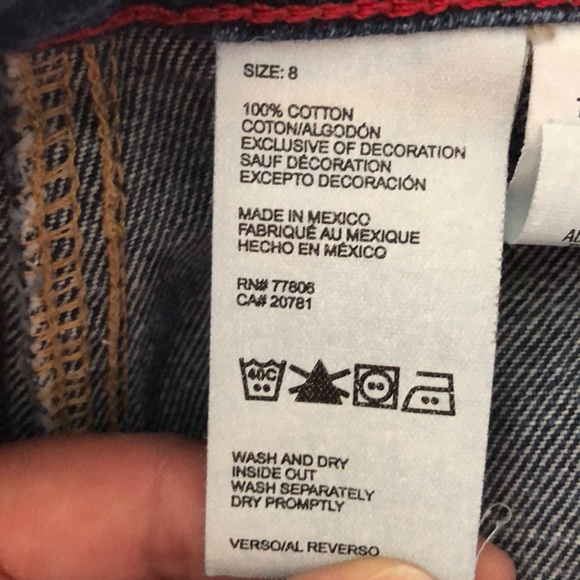 SIZE: 8
100% COTTON
COTON/ALGODÓN
EXCLUSIVE OF DECORATION
SAUF DÉCORATION
EXCEPTO DECORACIÓN
MADE IN MEXICO
FABRIQUÉ AU MEXIQUE
HECHO EN MÉXICO
RN# 77806
CA# 20781
40C
WASH AND DRY
INSIDE OUT
WASH SEPARATELY
DRY PROMPTLY
VERSO/AL REVERSO